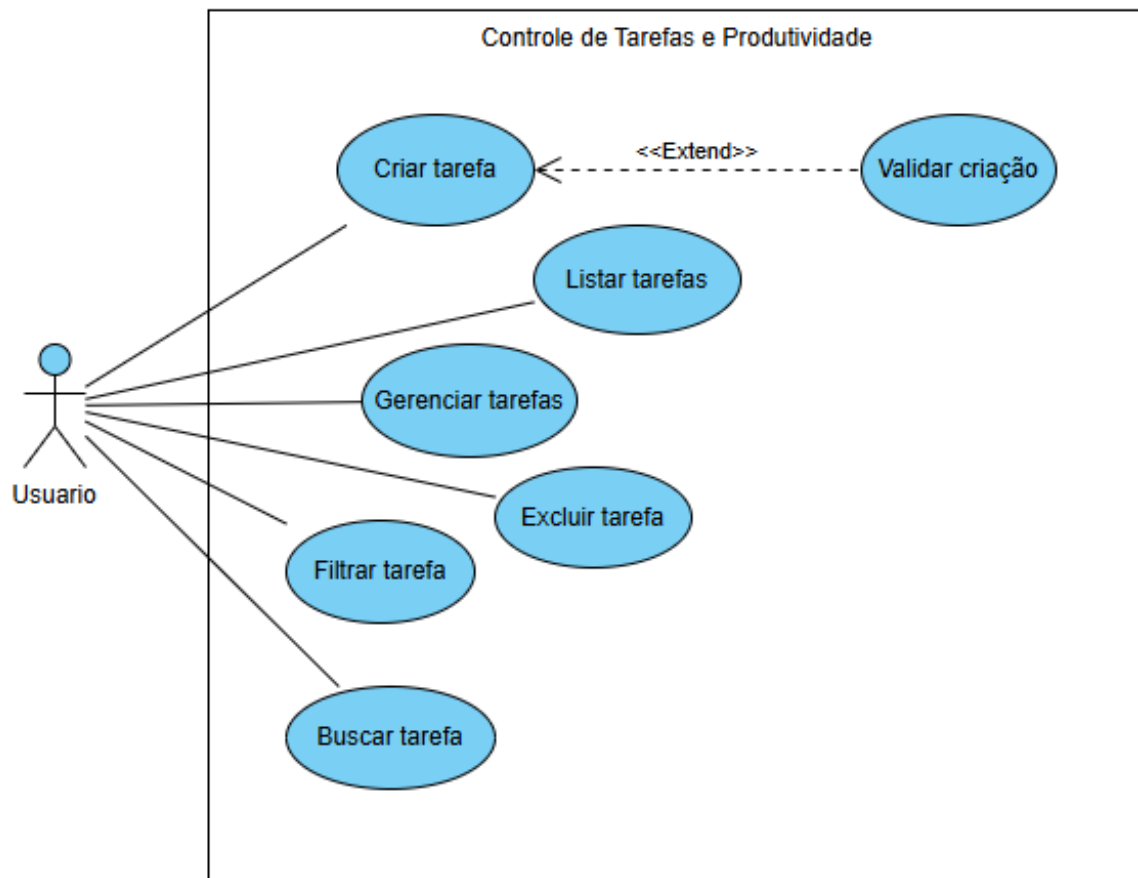 Controle de Tarefas e Produtividade
Criar tarefa
<<Extend>>
Validar criação
Listar tarefas
Gerenciar tarefas
Usuario
Excluir tarefa
Filtrar tarefa
Buscar tarefa